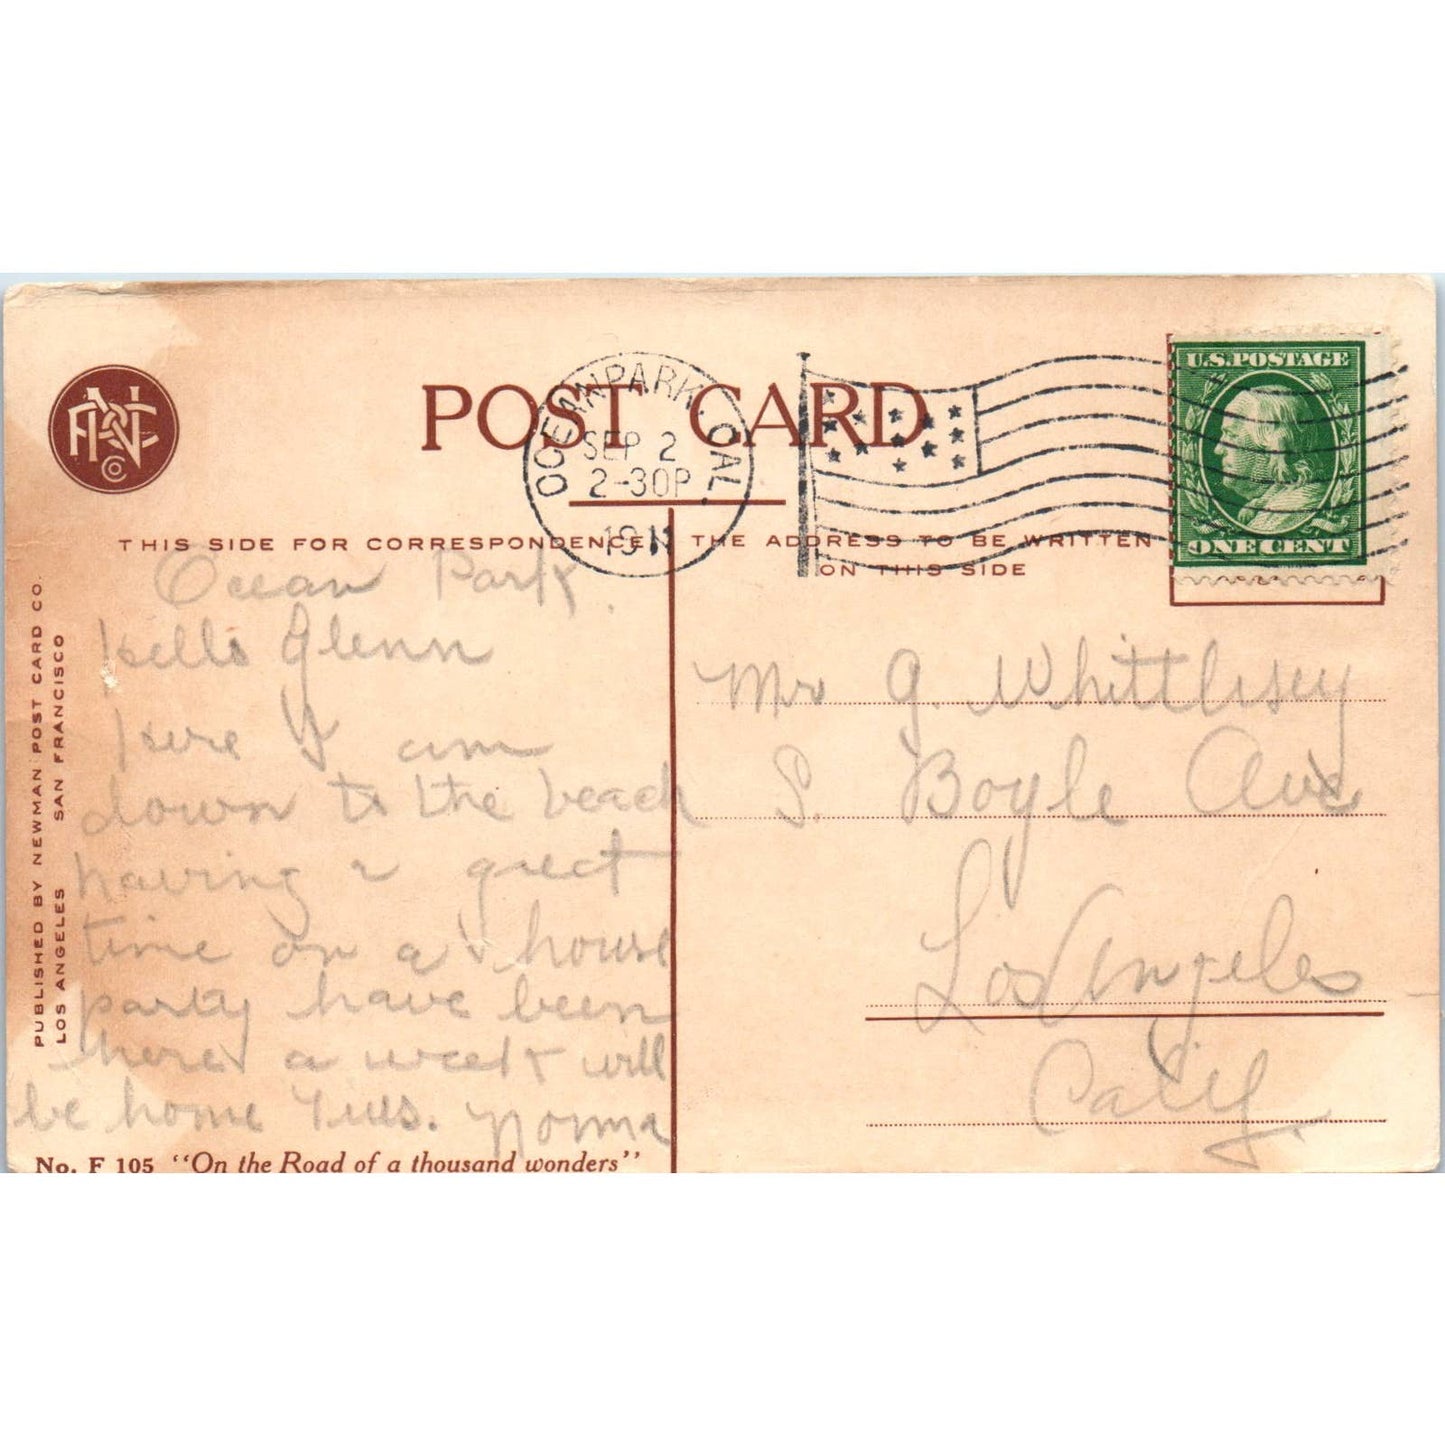 POST CARD
OCEAN PARK. CAL.
SEP 2
2-30P
1911
U.S. POSTAGE
ONE CENT
THIS SIDE FOR CORRESPONDENCE
THE ADDRESS TO BE WRITTEN
ON THIS SIDE
PUBLISHED BY NEWMAN POST CARD CO.
LOS ANGELES SAN FRANCISCO
Ocean Park.
Hello Glenn
Here I am
down to the beach
having a great
time on a house
party have been
here a week will
be home Tues. Norma
No. F 105 "On the Road of a thousand wonders"
Mr G. Whittlesey
S. Boyle Ave
Los Angeles
Calif.